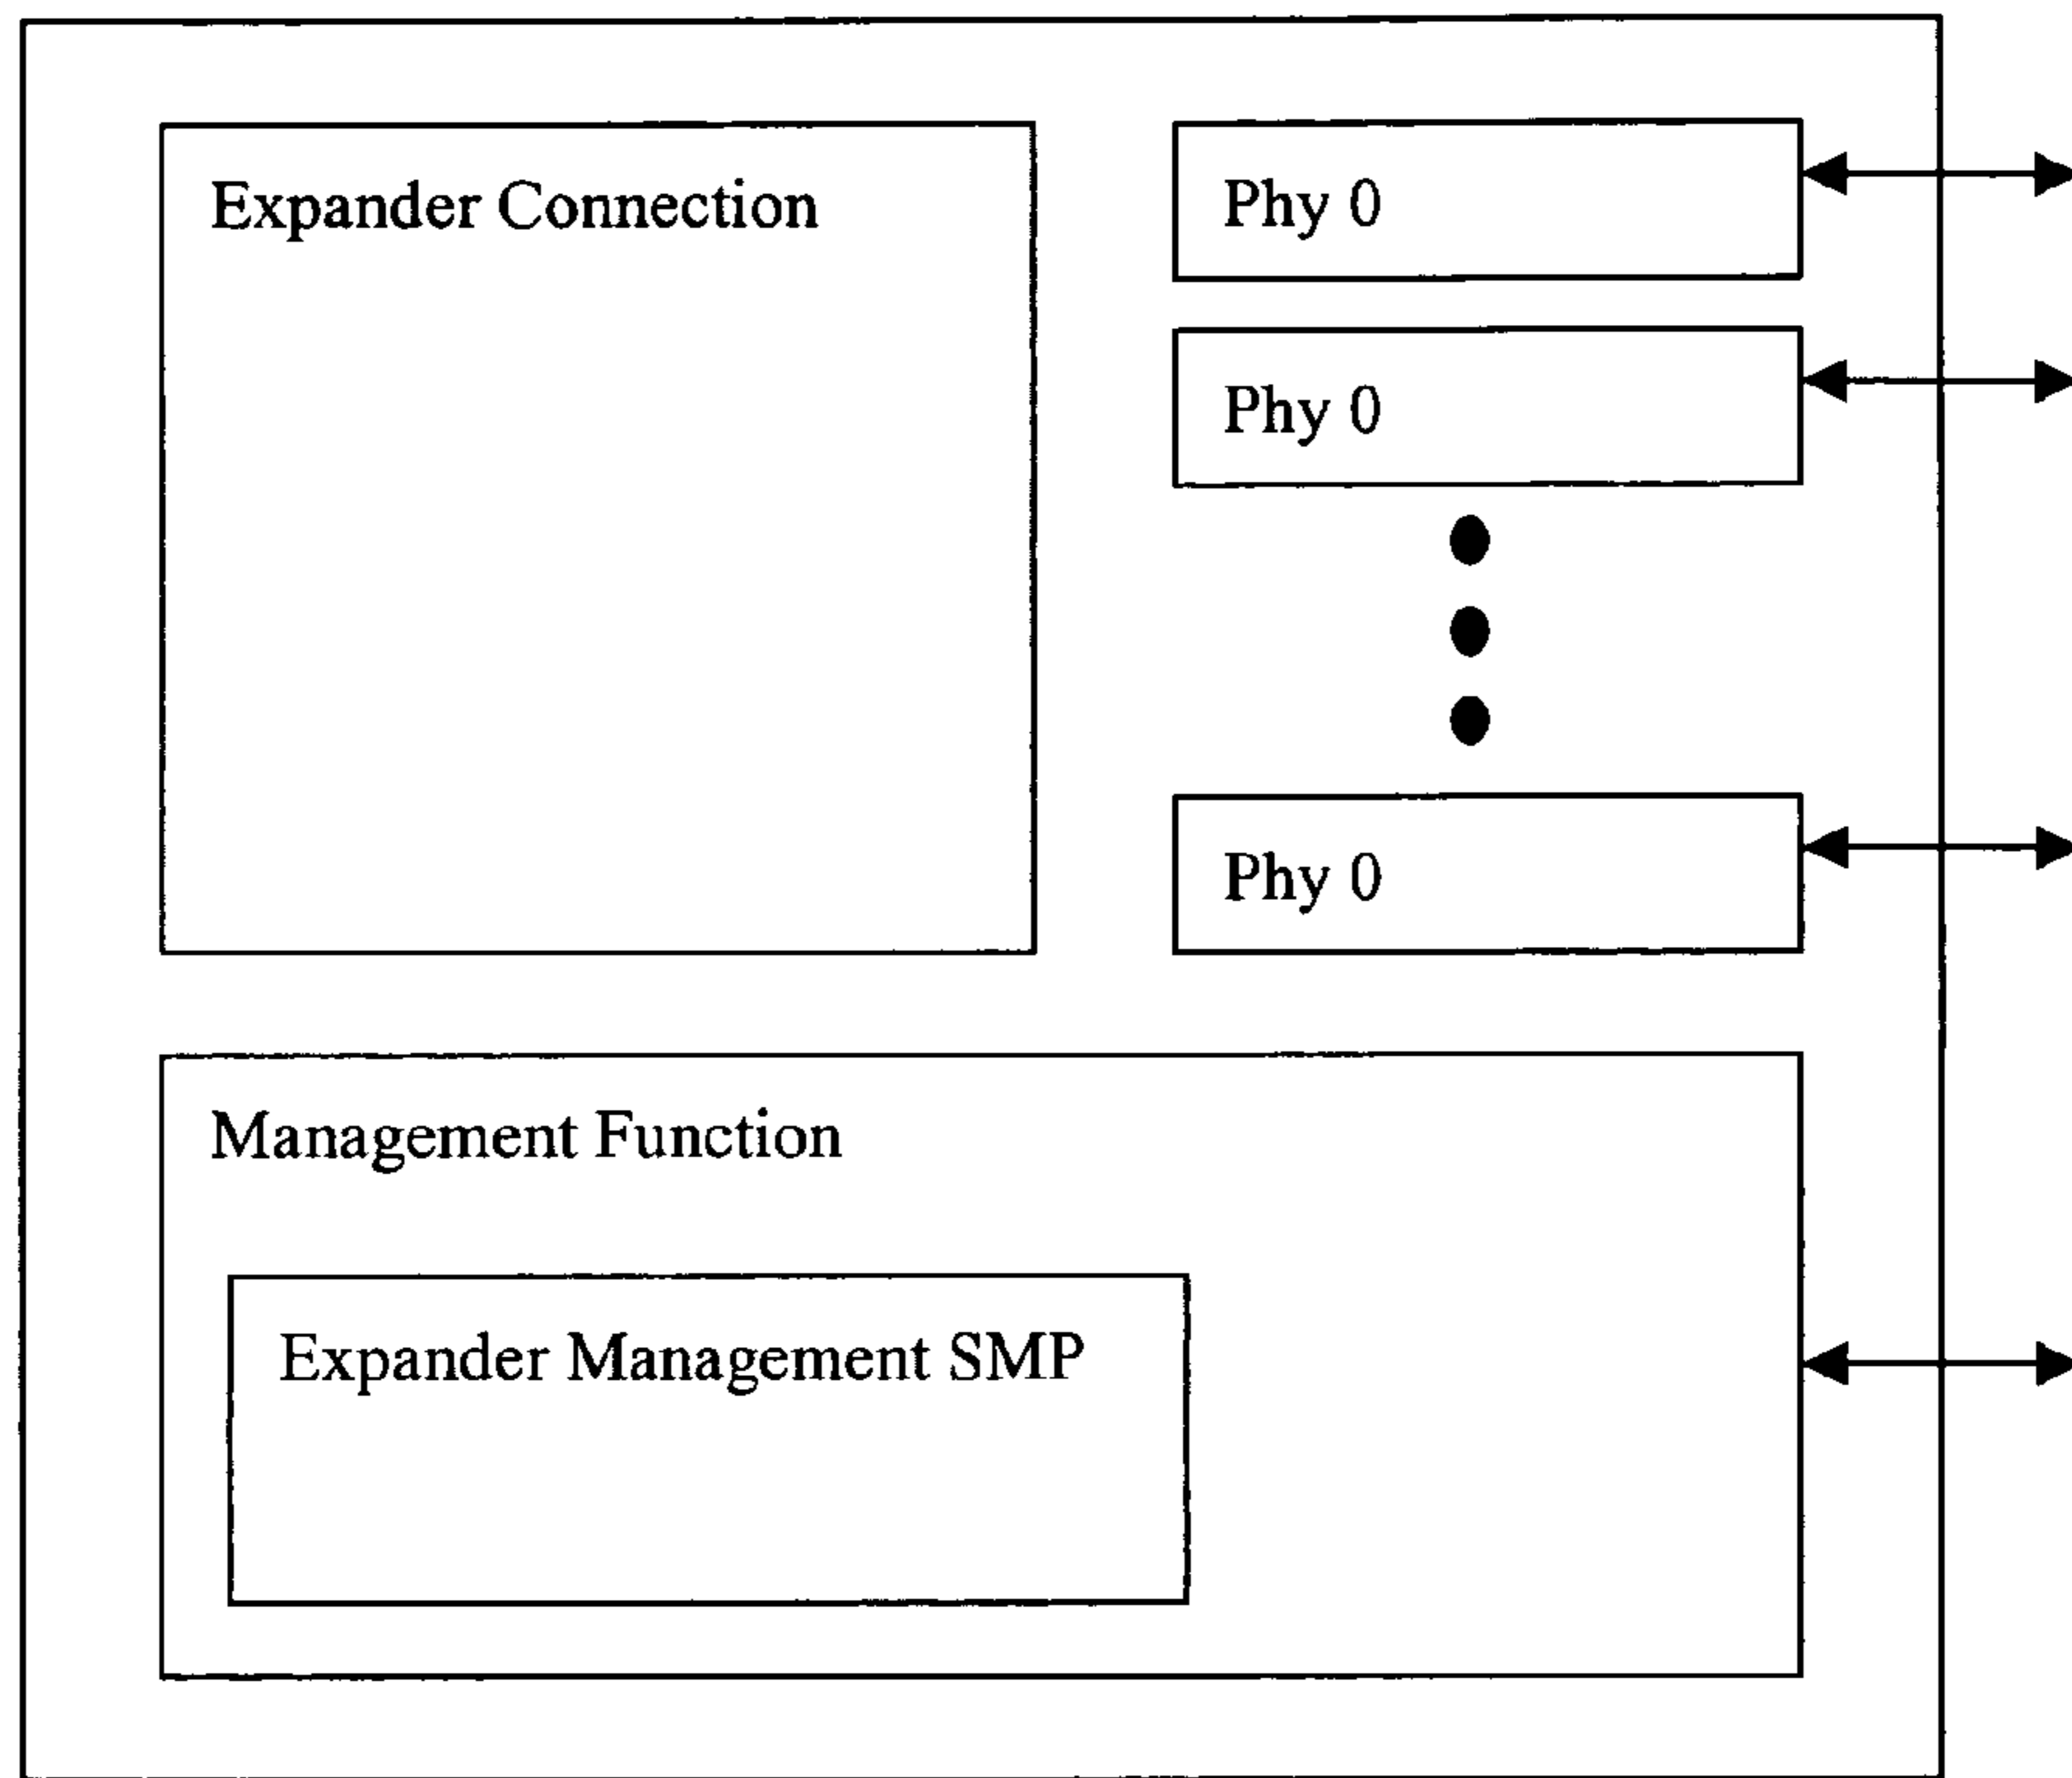 Expander Connection
Phy 0
Phy 0
Phy 0
Management Function
Expander Management SMP